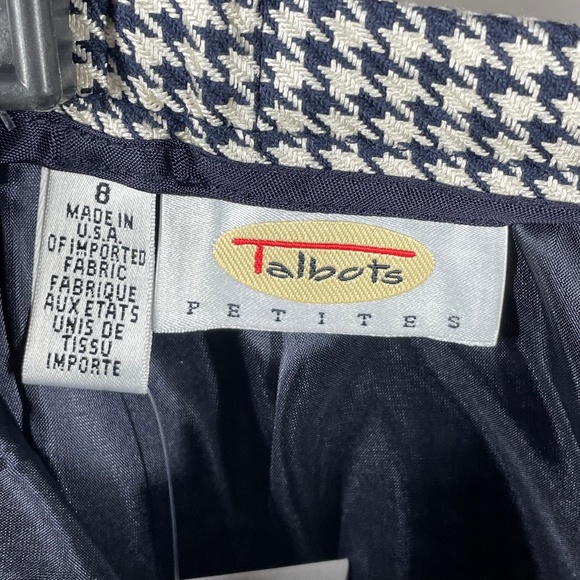 8
MADE IN
U.S.A.
OF IMPORTED
FABRIC
FABRIQUE
AUX ETATS
UNIS DE
TISSU
IMPORTE
Talbots
PETITES